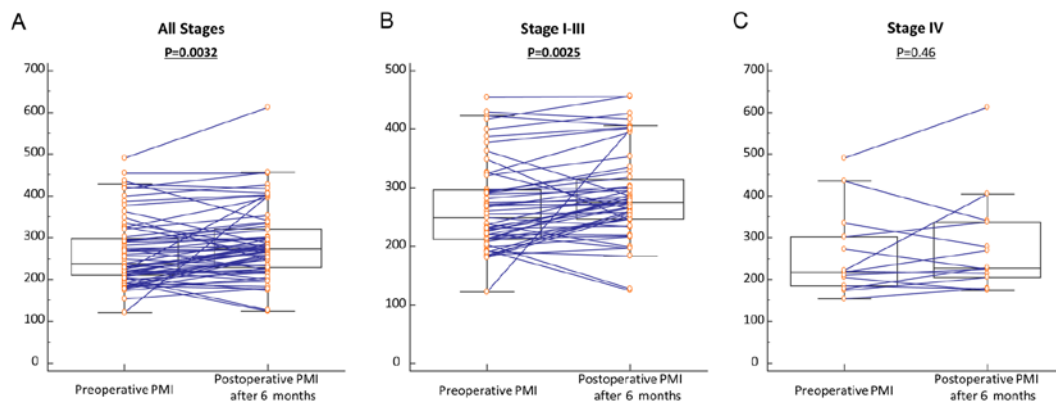 A
All Stages
P=0.0032
700
600
500
400
300
200
100
0
Preoperative PMI
Postoperative PMI
after 6 months
B
Stage I-III
P=0.0025
500
400
300
200
100
0
Preoperative PMI
Postoperative PMI
after 6 months
C
Stage IV
P=0.46
700
600
500
400
300
200
100
0
Preoperative PMI
Postoperative PMI
after 6 months